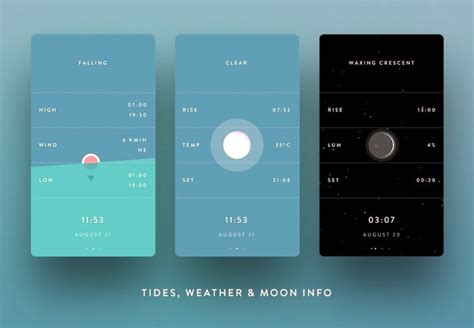 FALLING
HIGH 07:00
19:30
WIND 6 KM/H
NE
LOW 01:00
13:00
11:53
AUGUST 21
CLEAR
RISE 07:52
TEMP 35°C
SET 21:08
11:53
AUGUST 21
WAXING CRESCENT
RISE 13:00
LUM 4%
SET 00:20
03:07
AUGUST 20
TIDES, WEATHER & MOON INFO